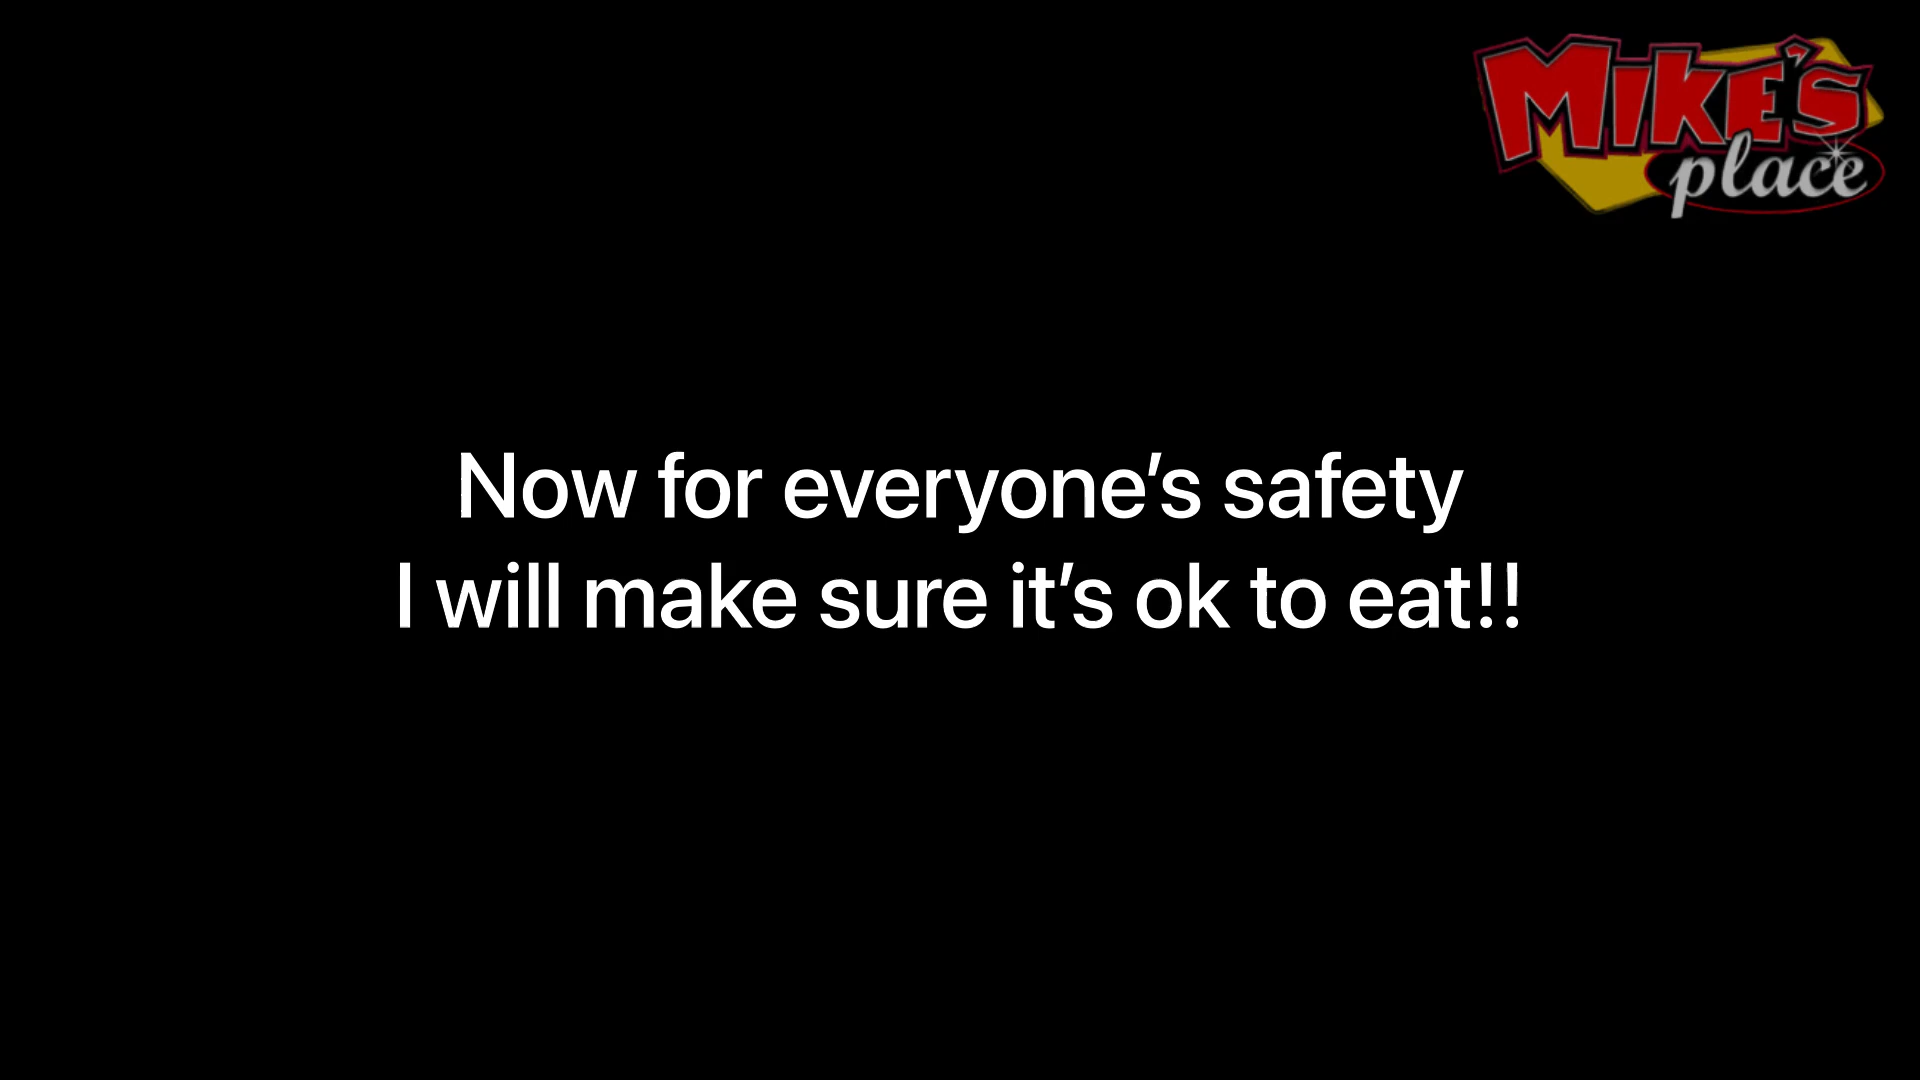 MIKE'S
place
Now for everyone’s safety
I will make sure it’s ok to eat!!